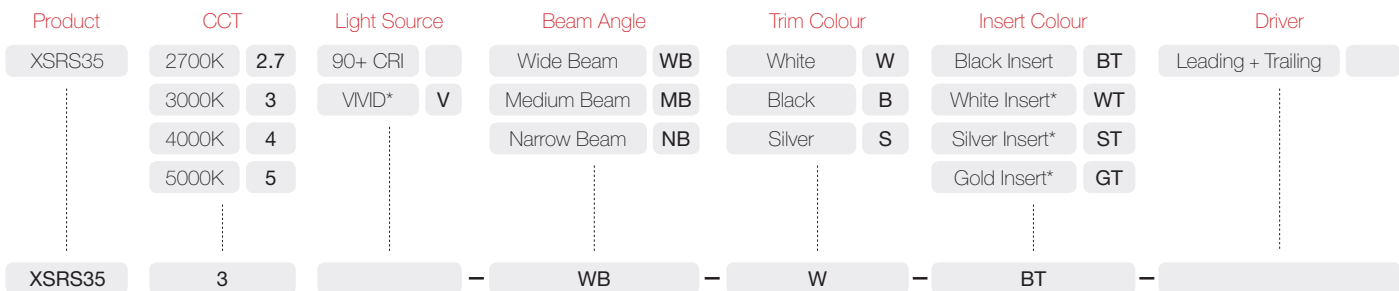 Product CCT Light Source Beam Angle Trim Colour Insert Colour Driver
XSRS35 2700K 2.7 90+ CRI Wide Beam WB White W Black Insert BT Leading + Trailing
3000K 3 VIVID* V Medium Beam MB Black B White Insert* WT
4000K 4 Narrow Beam NB Silver S Silver Insert* ST
5000K 5 Gold Insert* GT
XSRS35 3 – WB – W – BT –